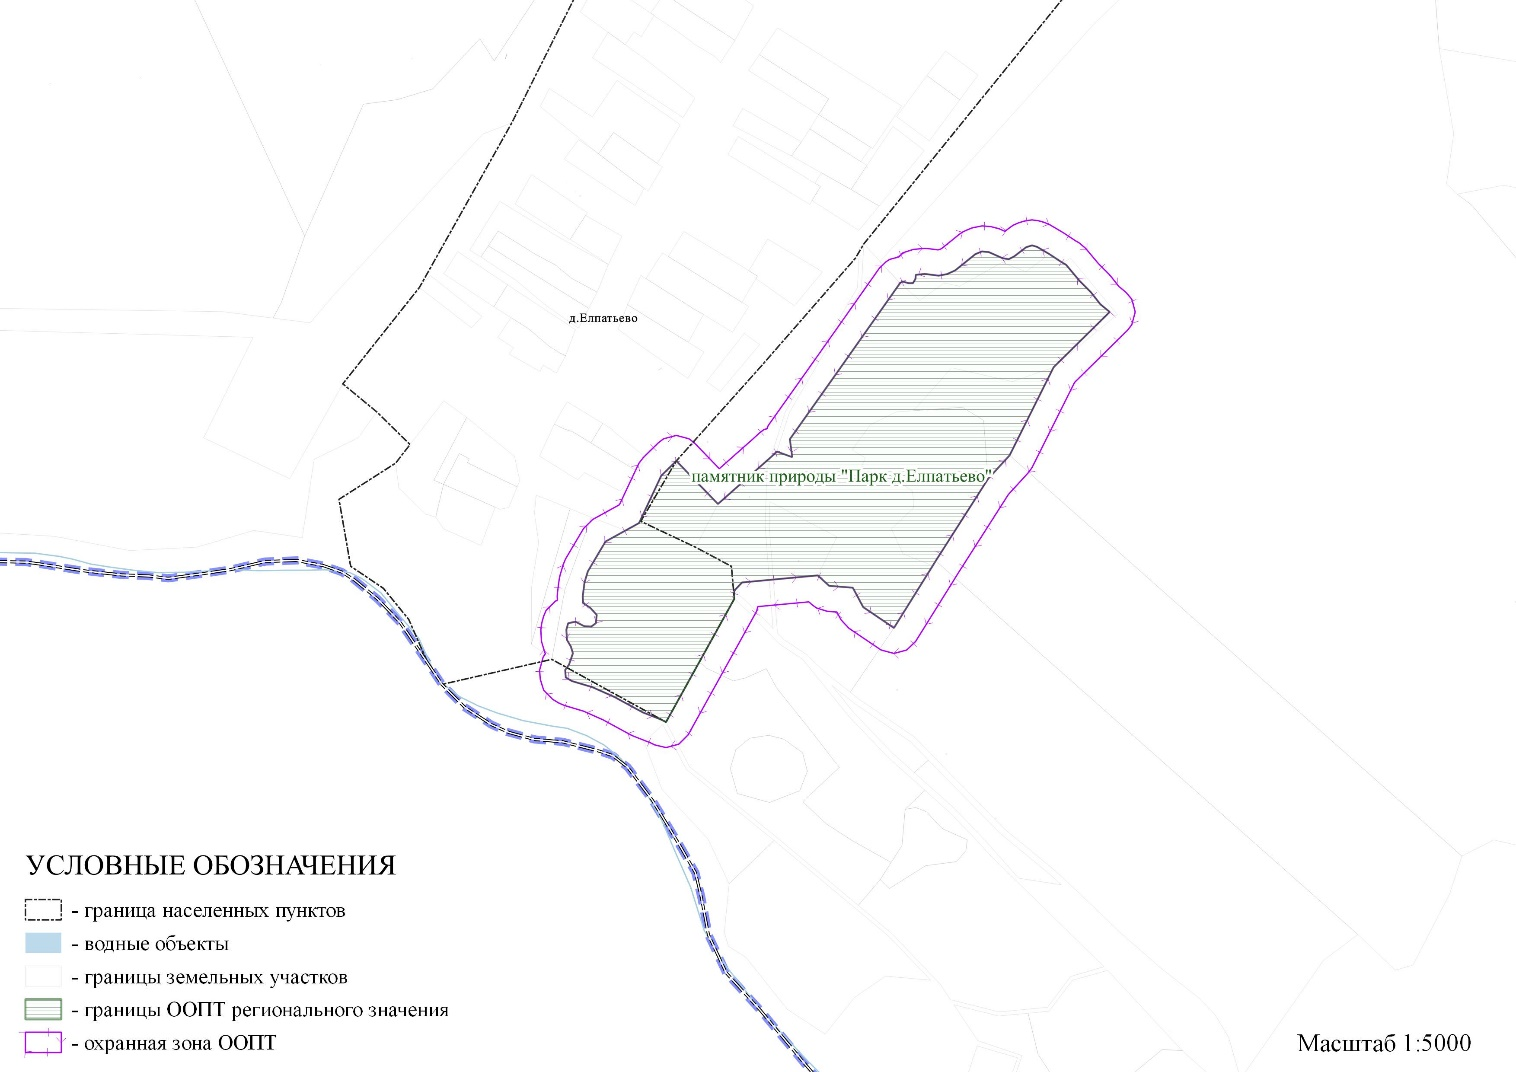 д.Елпатьево
памятник природы "Парк д.Елпатьево"
УСЛОВНЫЕ ОБОЗНАЧЕНИЯ
- граница населенных пунктов
- водные объекты
- границы земельных участков
- границы ООПТ регионального значения
- охранная зона ООПТ
Масштаб 1:5000